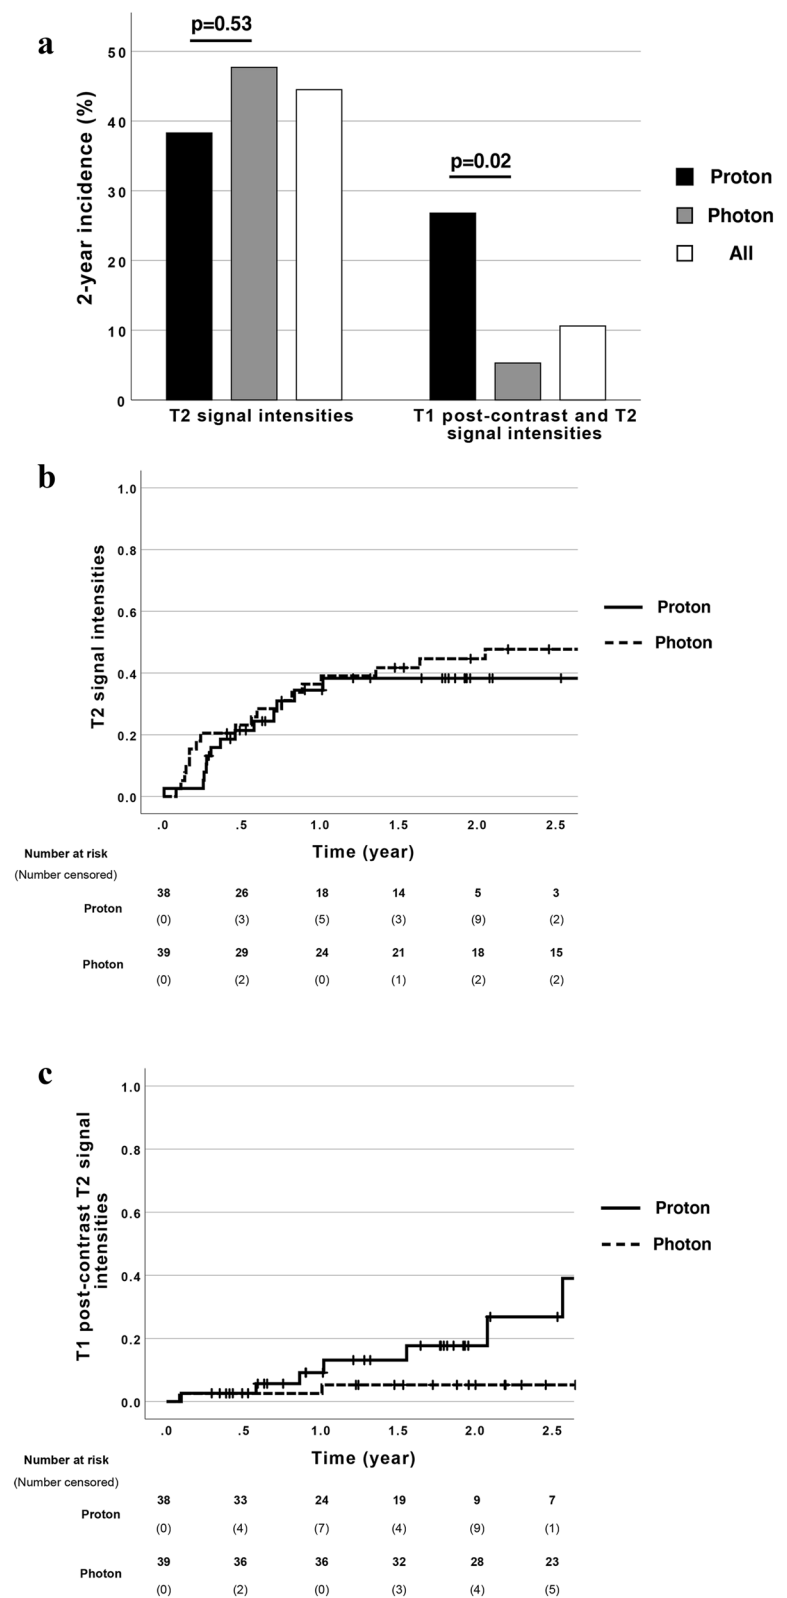 a
p=0.53
p=0.02
2-year incidence (%)
50
40
30
20
10
0
T2 signal intensities
T1 post-contrast and T2
signal intensities
Proton
Photon
All
b
T2 signal intensities
1.0
0.8
0.6
0.4
0.2
0.0
.0 .5 1.0 1.5 2.0 2.5
Time (year)
Proton
Photon
Number at risk
(Number censored)
Proton
38 26 18 14 5 3
(0) (3) (5) (3) (9) (2)
Photon
39 29 24 21 18 15
(0) (2) (0) (1) (2) (2)
c
T1 post-contrast T2 signal
intensities
1.0
0.8
0.6
0.4
0.2
0.0
.0 .5 1.0 1.5 2.0 2.5
Time (year)
Proton
Photon
Number at risk
(Number censored)
Proton
38 33 24 19 9 7
(0) (4) (7) (4) (9) (1)
Photon
39 36 36 32 28 23
(0) (2) (0) (3) (4) (5)